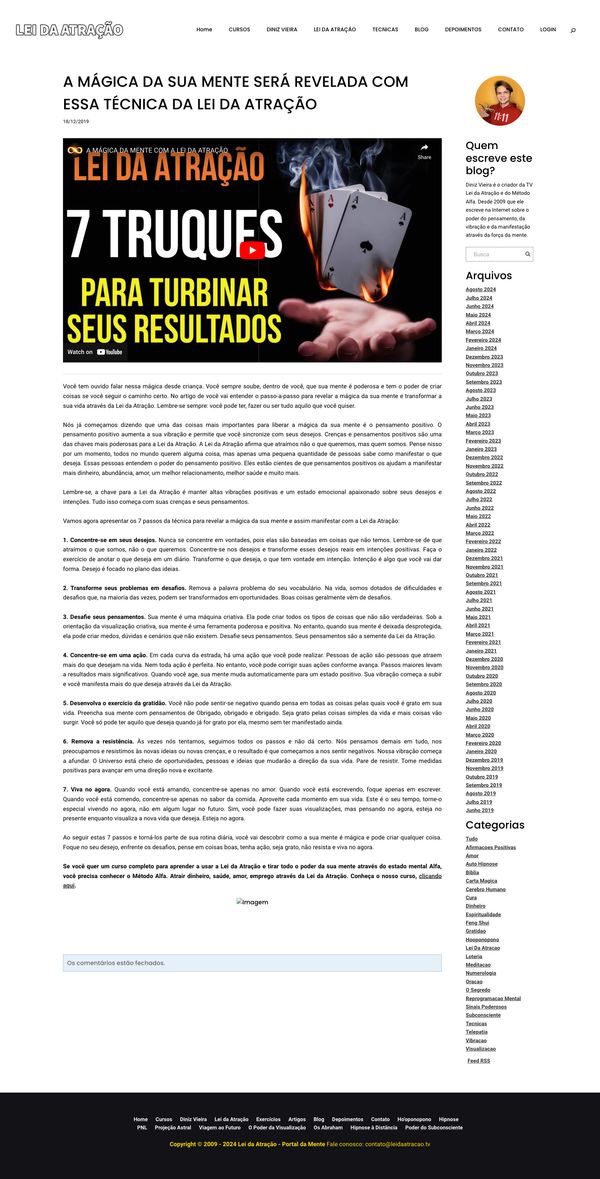 LEI DA ATRAÇÃO
Home CURSOS DINIZ VIEIRA LEI DA ATRAÇÃO TECNICAS BLOG DEPOIMENTOS CONTATO LOGIN
A MÁGICA DA SUA MENTE SERÁ REVELADA COM
ESSA TÉCNICA DA LEI DA ATRAÇÃO
18/12/2019
A MÁGICA DA MENTE COM A LEI DA ATRAÇÃO
Share
LEI DA ATRAÇÃO
7 TRUQUES
PARA TURBINAR
SEUS RESULTADOS
Watch on YouTube
Você tem ouvido falar nessa mágica desde criança. Você sempre soube, dentro de você, que sua mente é poderosa e tem o poder de criar
coisas se você seguir o caminho certo. No artigo de você vai entender o passo-a-passo para revelar a mágica da sua mente e transformar a
sua vida através da Lei da Atração. Lembre-se sempre: você pode ter, fazer ou ser tudo aquilo que você quiser.
Nós já começamos dizendo que uma das coisas mais importantes para liberar a mágica da sua mente é o pensamento positivo. O
pensamento positivo aumenta a sua vibração e permite que você sincronize com seus desejos. Crenças e pensamentos positivos são uma
das chaves mais poderosas para a Lei da Atração. A Lei da Atração afirma que atraímos não o que queremos, mas quem somos. Pense nisso
por um momento, todos no mundo querem alguma coisa, mas apenas uma pequena quantidade de pessoas sabe como manifestar o que
deseja. Essas pessoas entendem o poder do pensamento positivo. Eles estão cientes de que pensamentos positivos os ajudam a manifestar
mais dinheiro, abundância, amor, um melhor relacionamento, melhor saúde e muito mais.
Lembre-se, a chave para a Lei da Atração é manter altas vibrações positivas e um estado emocional apaixonado sobre seus desejos e
intenções. Tudo isso começa com suas crenças e seus pensamentos.
Vamos agora apresentar os 7 passos da técnica para revelar a mágica da sua mente e assim manifestar com a Lei da Atração:
1. Concentre-se em seus desejos. Nunca se concentre em vontades, pois elas são baseadas em coisas que não temos. Lembre-se de que
atraímos o que somos, não o que queremos. Concentre-se nos desejos e transforme esses desejos reais em intenções positivas. Faça o
exercício de anotar o que deseja em um diário. Transforme o que deseja, o que tem vontade em intenção. Intenção é algo que você vai dar
forma. Desejo é focado no plano das ideias.
2. Transforme seus problemas em desafios. Remova a palavra problema do seu vocabulário. Na vida, somos dotados de dificuldades e
desafios que, na maioria das vezes, podem ser transformados em oportunidades. Boas coisas geralmente vêm de desafios.
3. Desafie seus pensamentos. Sua mente é uma máquina criativa. Ela pode criar todos os tipos de coisas que não são verdadeiras. Sob a
orientação da visualização criativa, sua mente é uma ferramenta poderosa e positiva. No entanto, quando sua mente é deixada desprotegida,
ela pode criar medos, dúvidas e cenários que não existem. Desafie seus pensamentos. Seus pensamentos são a semente da Lei da Atração.
4. Concentre-se em uma ação. Em cada curva da estrada, há uma ação que você pode realizar. Pessoas de ação são pessoas que atraem
mais do que desejam na vida. Nem toda ação é perfeita. No entanto, você pode corrigir suas ações conforme avança. Passos maiores levam
a resultados mais significativos. Quando você age, sua mente muda automaticamente para um estado positivo. Sua vibração começa a subir
e você manifesta mais do que deseja através da Lei da Atração.
5. Desenvolva o exercício da gratidão. Você não pode sentir-se negativo quando pensa em todas as coisas pelas quais você é grato em sua
vida. Preencha sua mente com pensamentos de Obrigado, obrigado e obrigado. Seja grato pelas coisas simples da vida e mais coisas vão
surgir. Você só pode ter aquilo que deseja quando já for grato por ela, mesmo sem ter manifestado ainda.
6. Remova a resistência. Às vezes nós tentamos, seguimos todos os passos e não dá certo. Nós pensamos demais em tudo, nos
preocupamos e resistimos às novas ideias ou novas crenças, e o resultado é que começamos a nos sentir negativos. Nossa vibração começa
a afundar. O Universo está cheio de oportunidades, pessoas e ideias que mudarão a direção da sua vida. Pare de resistir. Tome medidas
positivas para avançar em uma direção nova e excitante.
7. Viva no agora. Quando você está amando, concentre-se apenas no amor. Quando você está escrevendo, foque apenas em escrever.
Quando você está comendo, concentre-se apenas no sabor da comida. Aproveite cada momento em sua vida. Este é o seu tempo, torne-o
especial vivendo no agora, não em algum lugar no futuro. Sim, você pode fazer suas visualizações, mas pensando no agora, esteja no
presente enquanto visualiza a nova vida que deseja. Esteja no agora.
Ao seguir estas 7 passos e torná-los parte de sua rotina diária, você vai descobrir como a sua mente é mágica e pode criar qualquer coisa.
Foque no seu desejo, enfrente os desafios, pense em coisas boas, tenha ação, seja grato, não resista e viva no agora.
Se você quer um curso completo para aprender a usar a Lei da Atração e tirar todo o poder da sua mente através do estado mental Alfa,
você precisa conhecer o Método Alfa. Atrair dinheiro, saúde, amor, emprego através da Lei da Atração. Conheça o nosso curso, clicando
aqui.
Imagem
Os comentários estão fechados.
11:11
Quem
escreve este
blog?
Diniz Vieira é o criador da TV
Lei da Atração e do Método
Alfa. Desde 2009 que ele
escreve na Internet sobre o
poder do pensamento, da
vibração e da manifestação
através da força da mente.
Busca
Arquivos
Agosto 2024
Julho 2024
Junho 2024
Maio 2024
Abril 2024
Março 2024
Fevereiro 2024
Janeiro 2024
Dezembro 2023
Novembro 2023
Outubro 2023
Setembro 2023
Agosto 2023
Julho 2023
Junho 2023
Maio 2023
Abril 2023
Março 2023
Fevereiro 2023
Janeiro 2023
Dezembro 2022
Novembro 2022
Outubro 2022
Setembro 2022
Agosto 2022
Julho 2022
Junho 2022
Maio 2022
Abril 2022
Março 2022
Fevereiro 2022
Janeiro 2022
Dezembro 2021
Novembro 2021
Outubro 2021
Setembro 2021
Agosto 2021
Julho 2021
Junho 2021
Maio 2021
Abril 2021
Março 2021
Fevereiro 2021
Janeiro 2021
Dezembro 2020
Novembro 2020
Outubro 2020
Setembro 2020
Agosto 2020
Julho 2020
Junho 2020
Maio 2020
Abril 2020
Março 2020
Fevereiro 2020
Janeiro 2020
Dezembro 2019
Novembro 2019
Outubro 2019
Setembro 2019
Agosto 2019
Julho 2019
Junho 2019
Categorias
Tudo
Afirmacoes Positivas
Amor
Auto Hipnose
Biblia
Carta Magica
Cerebro Humano
Cura
Dinheiro
Espiritualidade
Feng Shui
Gratidao
Hooponopono
Lei Da Atracao
Loteria
Meditacao
Numerologia
Oracao
O Segredo
Reprogramacao Mental
Sinais Poderosos
Subconsciente
Tecnicas
Telepatia
Vibracao
Visualizacao
Feed RSS
Home Cursos Diniz Vieira Lei da Atração Exercícios Artigos Blog Depoimentos Contato Ho'oponopono Hipnose
PNL Projeção Astral Viagem ao Futuro O Poder da Visualização Os Abraham Hipnose à Distância Poder do Subconsciente
Copyright © 2009 - 2024 Lei da Atração - Portal da Mente Fale conosco: contato@leidaatracao.tv